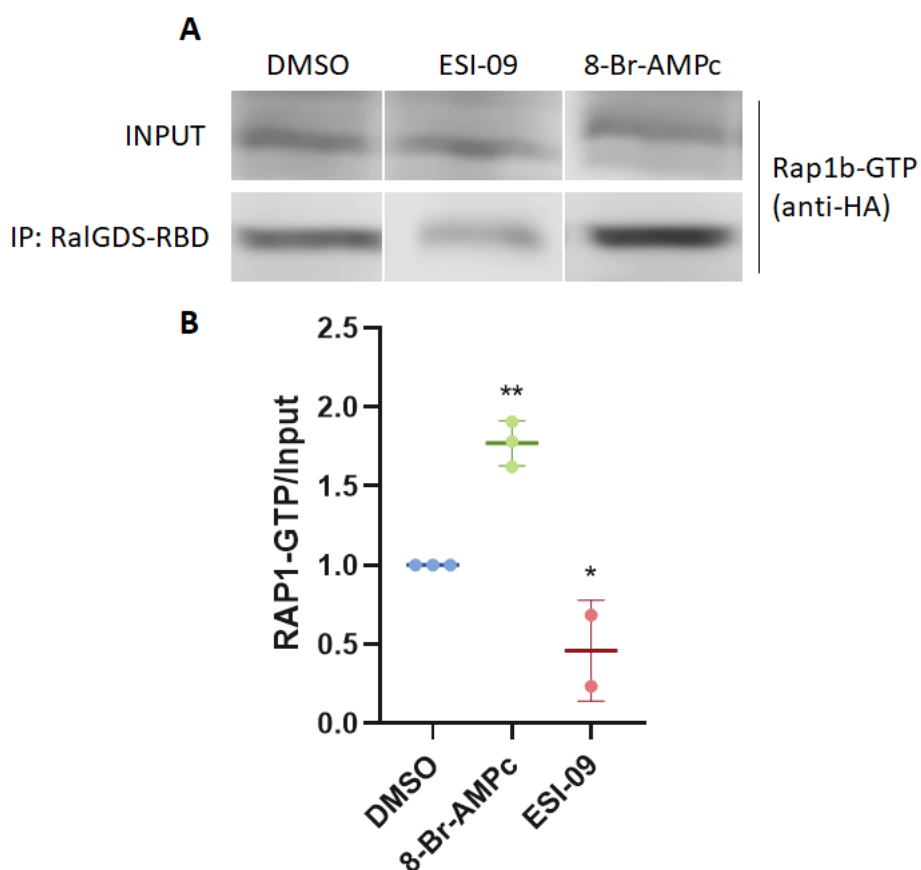 A
DMSO ESI-09 8-Br-AMPc
INPUT
IP: RalGDS-RBD
Rap1b-GTP
(anti-HA)
B
RAP1-GTP/Input
2.5
2.0
1.5
1.0
0.5
0.0
**
*
DMSO
8-Br-AMPc
ESI-09